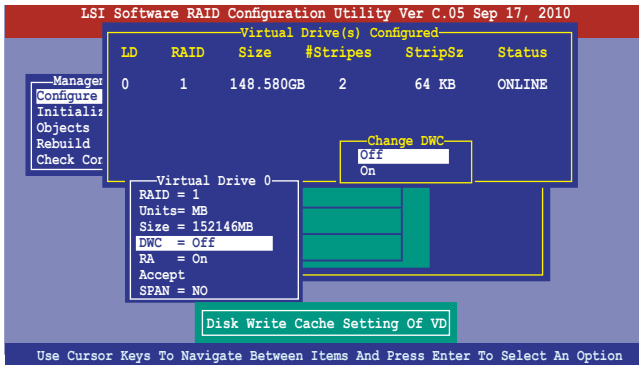 LSI Software RAID Configuration Utility Ver C.05 Sep 17, 2010
Virtual Drive(s) Configured
LD RAID Size #Stripes StripSz Status
0 1 148.580GB 2 64 KB ONLINE
Configure
Initializ
Objects
Rebuild
Change DWC
Off
On
Virtual Drive 0
RAID = 1
Units= MB
Size = 152146MB
DWC = Off
RA = On
Accept
SPAN = NO
Disk Write Cache Setting Of VD
Use Cursor Keys To Navigate Between Items And Press Enter To Select An Option